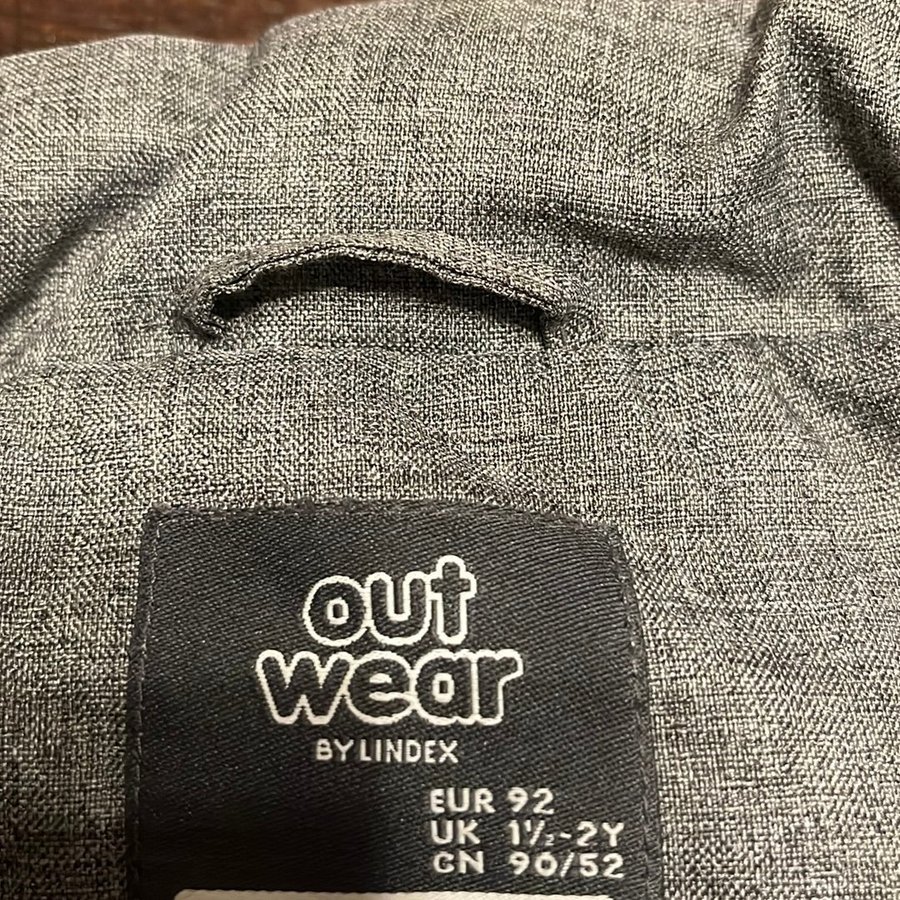 out
wear
BY LINDEX
EUR 92
UK 1½-2Y
CN 90/52